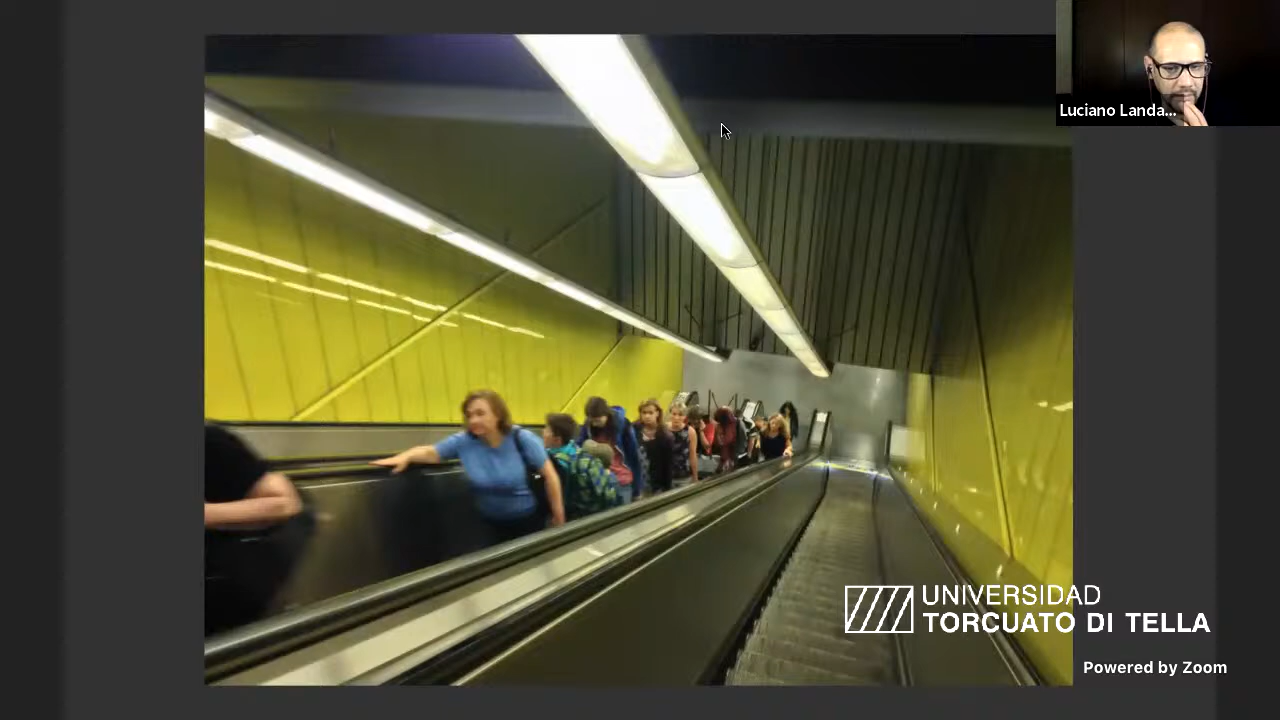 Luciano Landa...
UNIVERSIDAD
TORCUATO DI TELLA
Powered by Zoom